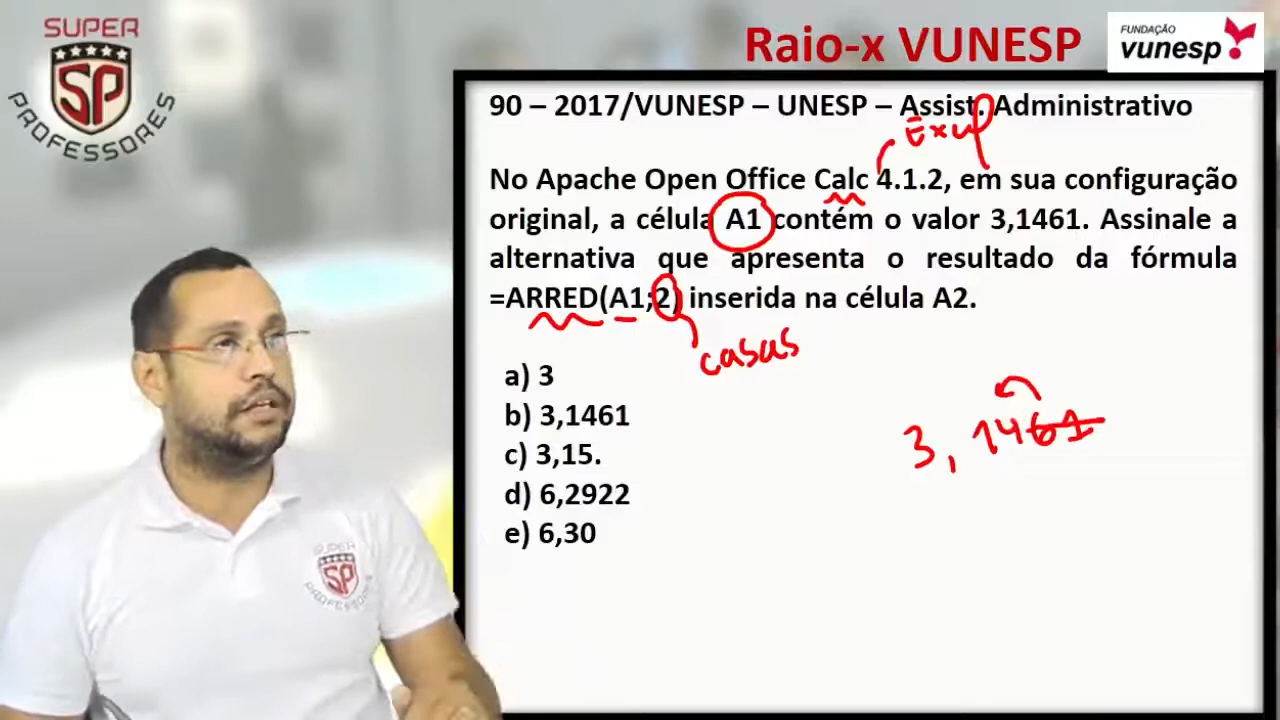 SUPER
SP
PROFESSORES
Raio-x VUNESP
FUNDAÇÃO
vunesp
90 – 2017/VUNESP – UNESP – Assist. Administrativo
No Apache Open Office Calc 4.1.2, em sua configuração
original, a célula A1 contém o valor 3,1461. Assinale a
alternativa que apresenta o resultado da fórmula
=ARRED(A1;2) inserida na célula A2.
casas
a) 3
b) 3,1461
c) 3,15.
d) 6,2922
e) 6,30
3, 1461
SP
PROFESSORES